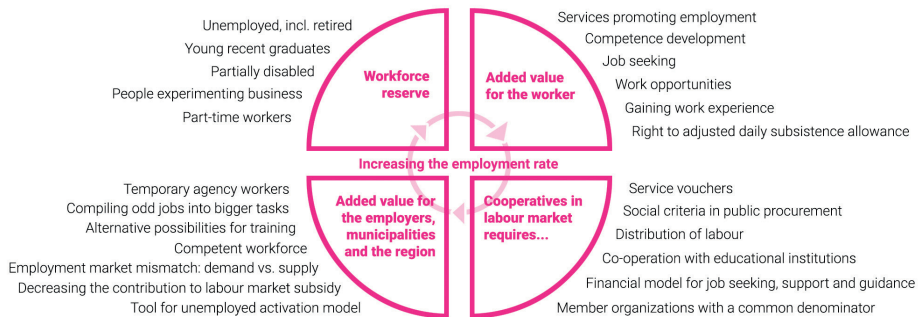 Unemployed, incl. retired
Young recent graduates
Partially disabled
People experimenting business
Part-time workers
Workforce
reserve
Added value
for the worker
Services promoting employment
Competence development
Job seeking
Work opportunities
Gaining work experience
Right to adjusted daily subsistence allowance
Increasing the employment rate
Temporary agency workers
Compiling odd jobs into bigger tasks
Alternative possibilities for training
Competent workforce
Employment market mismatch: demand vs. supply
Decreasing the contribution to labour market subsidy
Tool for unemployed activation model
Added value for
the employers,
municipalities
and the region
Cooperatives in
labour market
requires...
Service vouchers
Social criteria in public procurement
Distribution of labour
Co-operation with educational institutions
Financial model for job seeking, support and guidance
Member organizations with a common denominator